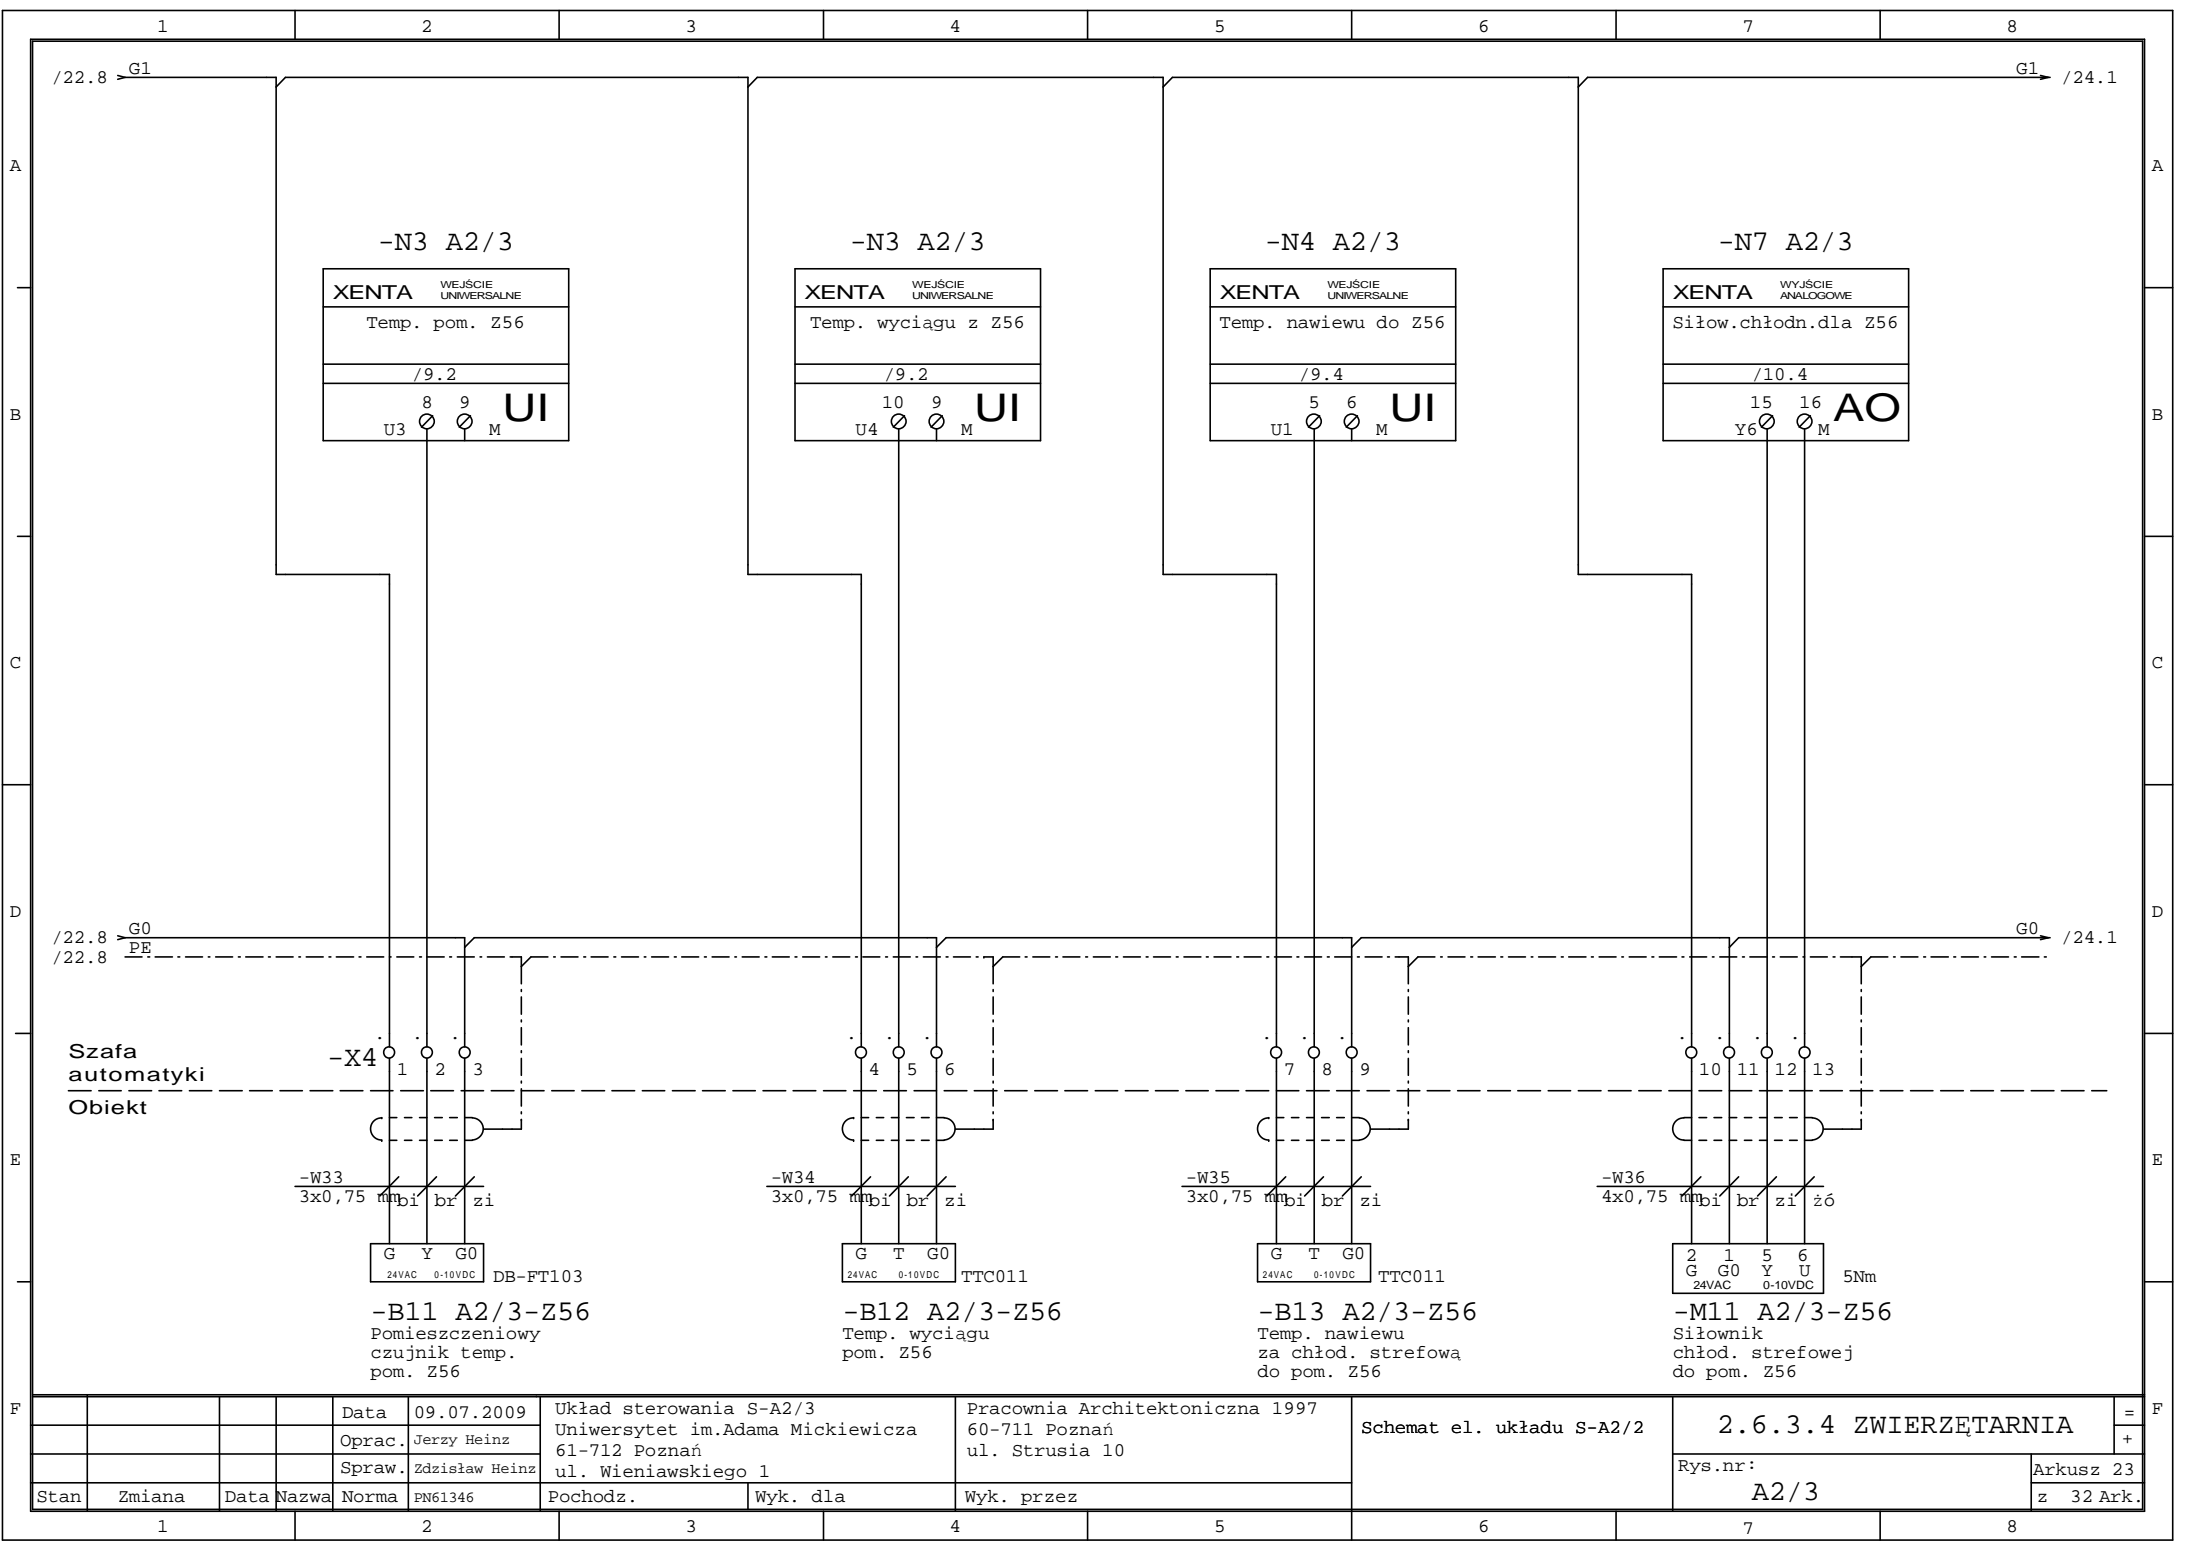 1 2 3 4 5 6 7 8
/22.8 G1 G1 /24.1
A A
-N3 A2/3 -N3 A2/3 -N4 A2/3 -N7 A2/3
XENTA WEJŚCIE UNIWERSALNE XENTA WEJŚCIE UNIWERSALNE XENTA WEJŚCIE UNIWERSALNE XENTA WYJŚCIE ANALOGOWE
Temp. pom. Z56 Temp. wyciągu z Z56 Temp. nawiewu do Z56 Siłow.chłodn.dla Z56
/9.2 /9.2 /9.4 /10.4
8 9 UI 10 9 UI 5 6 UI 15 16 AO
B B
U3 M U4 M U1 M Y6 M
C C
D D
/22.8 G0 G0 /24.1
/22.8 PE
Szafa
automatyki
-X4 1 2 3 4 5 6 7 8 9 10 11 12 13
Obiekt
E E
-W33 -W34 -W35 -W36
3x0,75 mm bi br zi 3x0,75 mm bi br zi 3x0,75 mm bi br zi 4x0,75 mm bi br zi żó
2 1 5 6
G Y G0 G T G0 G T G0 G G0 Y U
24VAC 0-10VDC DB-FT103 24VAC 0-10VDC TTC011 24VAC 0-10VDC TTC011 24VAC 0-10VDC 5Nm
-B11 A2/3-Z56 -B12 A2/3-Z56 -B13 A2/3-Z56 -M11 A2/3-Z56
Pomieszczeniowy Temp. wyciągu Temp. nawiewu Siłownik
czujnik temp. pom. Z56 za chłod. strefową chłod. strefowej
pom. Z56 do pom. Z56 do pom. Z56
F F
Data 09.07.2009
Oprac. Jerzy Heinz
Spraw. Zdzisław Heinz
Stan Zmiana Data Nazwa Norma PN61346
Układ sterowania S-A2/3
Uniwersytet im.Adama Mickiewicza
61-712 Poznań
ul. Wieniawskiego 1
Pochodz. Wyk. dla Wyk. przez
Pracownia Architektoniczna 1997
60-711 Poznań
ul. Strusia 10
Schemat el. układu S-A2/2
2.6.3.4 ZWIERZĘTARNIA
=
+
Rys.nr:
A2/3
Arkusz 23
z 32 Ark.
1 2 3 4 5 6 7 8